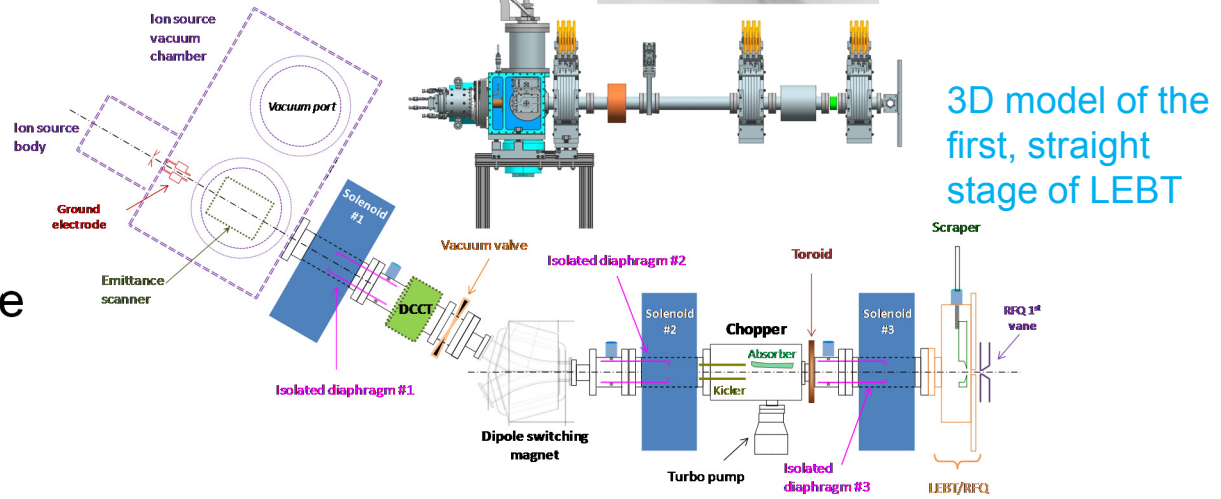 Ion source
vacuum
chamber
Vacuum port
Ion source
body
Ground
electrode
Emittance
scanner
Solenoid
#1
Isolated diaphragm #1
DCCT
Vacuum valve
Dipole switching
magnet
Isolated diaphragm #2
Solenoid
#2
Chopper
Absorber
Kicker
Turbo pump
Toroid
Solenoid
#3
Isolated
diaphragm #3
Scraper
RFQ 1st
vane
LEBT/RFQ
3D model of the
first, straight
stage of LEBT
e